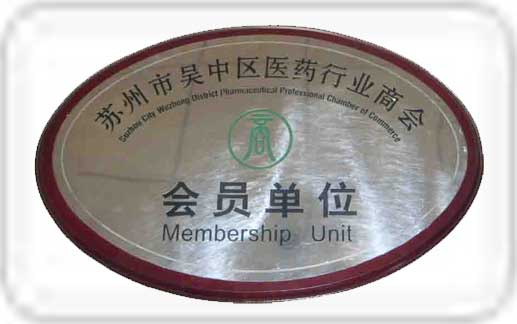 苏州市吴中区医药行业商会
Suzhou City Wuzhong District Pharmaceutical Professional Chamber of Commerce
商
会员单位
Membership Unit